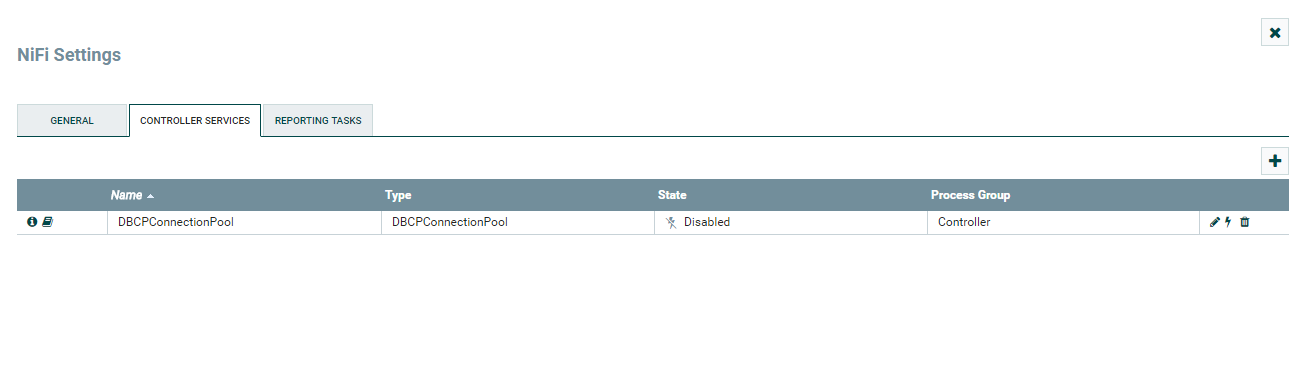 NiFi Settings
GENERAL CONTROLLER SERVICES REPORTING TASKS
Name Type State Process Group
DBCPConnectionPool DBCPConnectionPool Disabled Controller